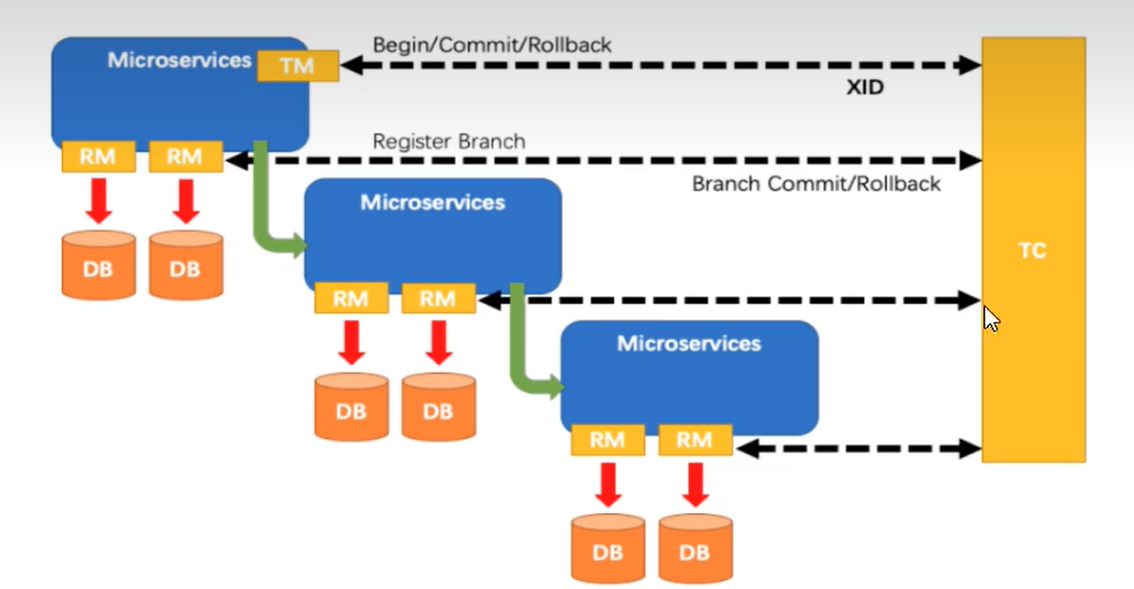 Begin/Commit/Rollback
Microservices
TM
XID
Register Branch
RM
RM
Branch Commit/Rollback
Microservices
TC
DB
DB
RM
RM
Microservices
DB
DB
RM
RM
DB
DB